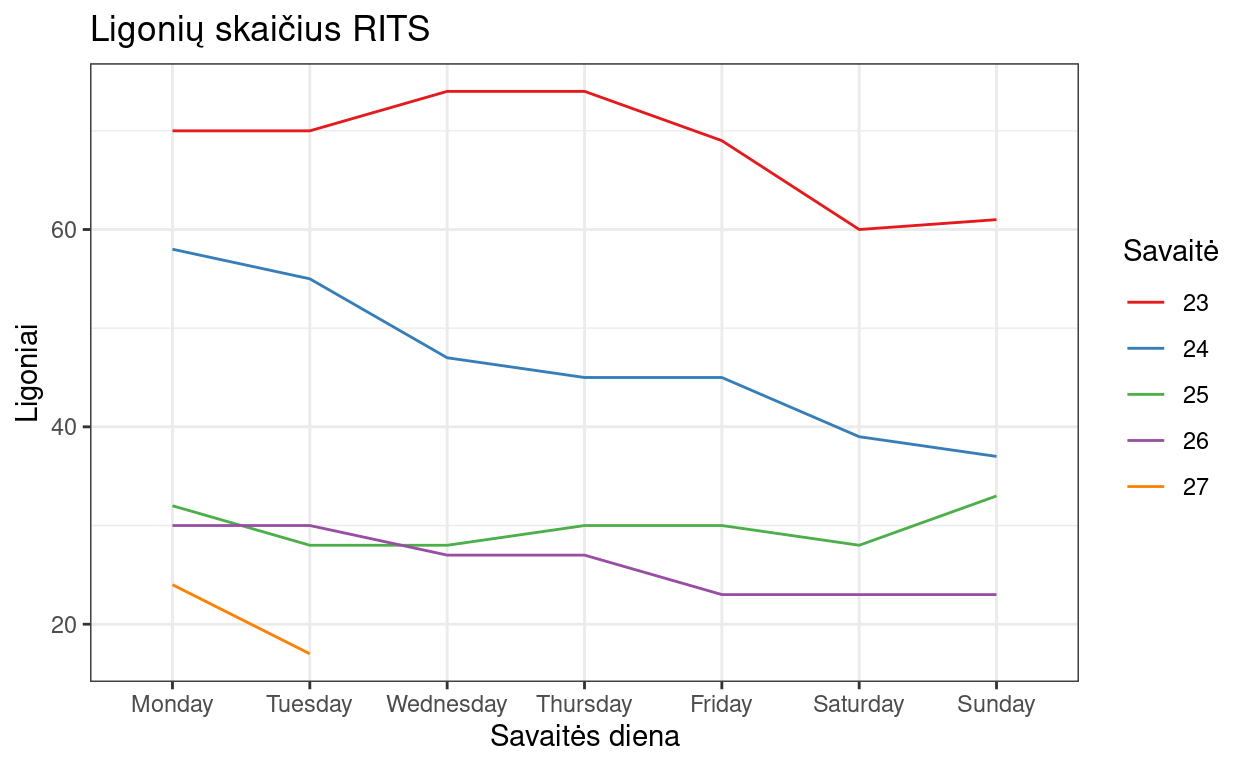 Ligonių skaičius RITS
Ligoniai
60
40
20
Monday Tuesday Wednesday Thursday Friday Saturday Sunday
Savaitės diena
Savaitė
23
24
25
26
27